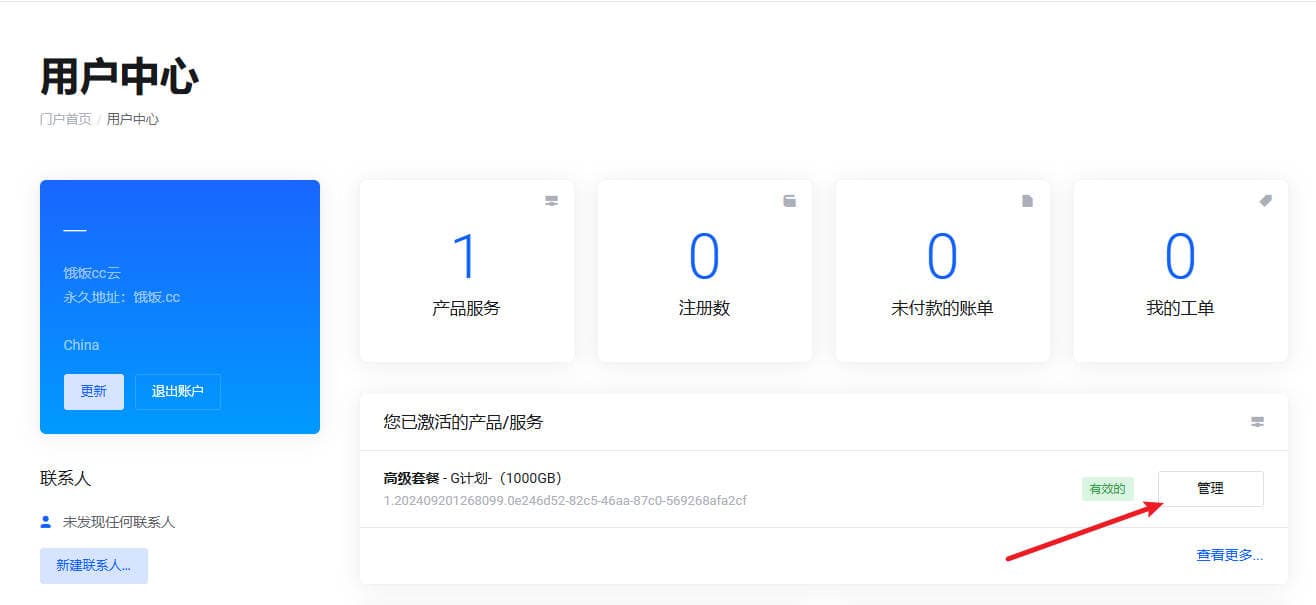 用户中心
门户首页 / 用户中心
饿饭cc云
永久地址：饿饭.cc
China
更新
退出账户
联系人
未发现任何联系人
新建联系人...
1
产品服务
0
注册数
0
未付款的账单
0
我的工单
您已激活的产品/服务
高级套餐 - G计划-（1000GB）
1.202409201268099.0e246d52-82c5-46aa-87c0-569268afa2cf
有效的
管理
查看更多...